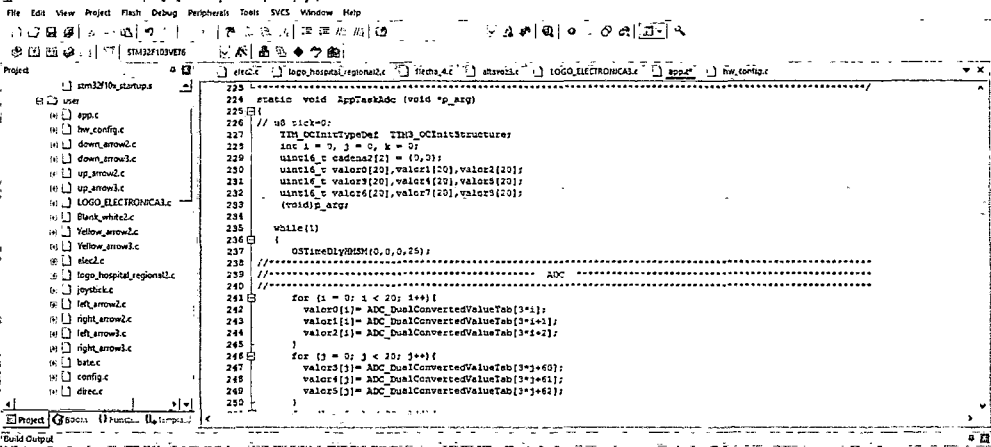 File Edit View Project Flash Debug Peripherals Tools SVCS Window Help
STM32F103VET6
Project
stm32f10x_startup.s
user
app.c
hw_config.c
down_arrow2.c
down_arrow3.c
up_arrow2.c
up_arrow3.c
LOGO_ELECTRONICA3.c
Blank_white2.c
Yellow_arrow2.c
Yellow_arrow3.c
elec2.c
logo_hospital_regional2.c
joystick.c
left_arrow2.c
right_arrow2.c
left_arrow3.c
right_arrow3.c
bate.c
config.c
direc.c
Project Books
elec2.c logo_hospital_regional2.c flecha_4.c altavoz3.c LOGO_ELECTRONICA3.c app.c* hw_config.c
223
224 static void AppTaskAdc (void *p_arg)
225 {
226 // u8 tick=0;
227 TIM_OCInitTypeDef TIM3_OCInitStructure;
228 int i = 0, j = 0, k = 0;
229 uint16_t cadena2[2] = {0,0};
230 uint16_t valor0[20],valor1[20],valor2[20];
231 uint16_t valor3[20],valor4[20],valor5[20];
232 uint16_t valor6[20],valor7[20],valor8[20];
233 (void)p_arg;
234
235 while(1)
236 {
237 OSTimeDlyHMSM(0,0,0,25);
238 //
239 // ADC
240 //
241 for (i = 0; i < 20; i++){
242 valor0[i]= ADC_DualConvertedValueTab[3*i];
243 valor1[i]= ADC_DualConvertedValueTab[3*i+1];
244 valor2[i]= ADC_DualConvertedValueTab[3*i+2];
245 }
246 for (j = 0; j < 20; j++){
247 valor3[j]= ADC_DualConvertedValueTab[3*j+60];
248 valor4[j]= ADC_DualConvertedValueTab[3*j+61];
249 valor5[j]= ADC_DualConvertedValueTab[3*j+62];
250 }
Build Output